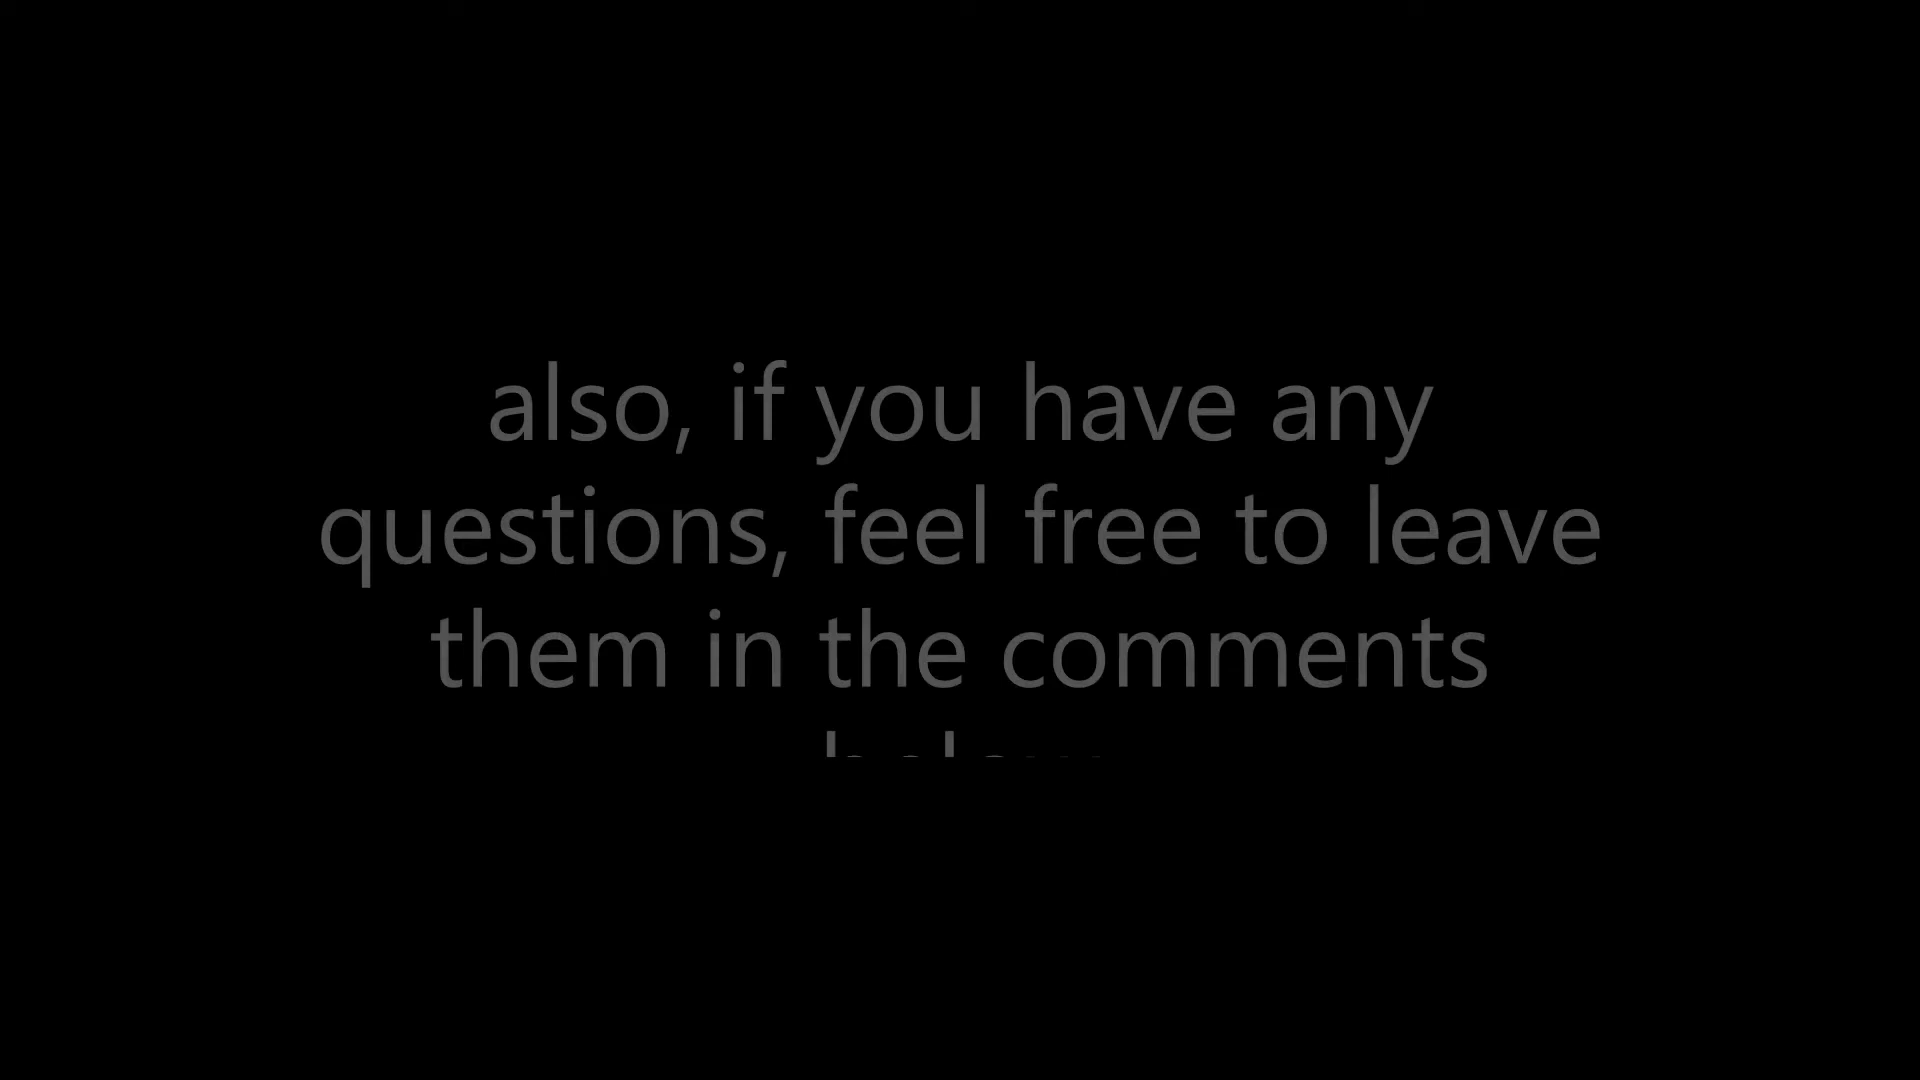 also, if you have any
questions, feel free to leave
them in the comments